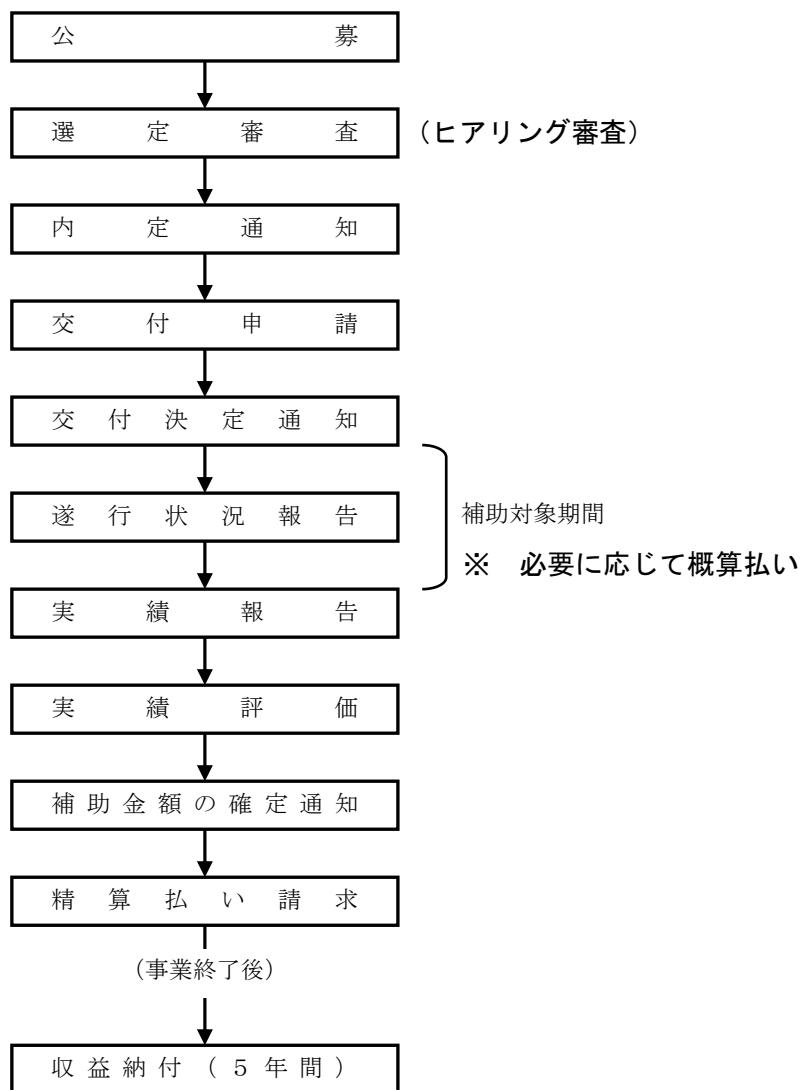 公募
選定審査 (ヒアリング審査)
内定通知
交付申請
交付決定通知
遂行状況報告 補助対象期間
※ 必要に応じて概算払い
実績報告
実績評価
補助金額の確定通知
精算払い請求
(事業終了後)
収益納付(5年間)